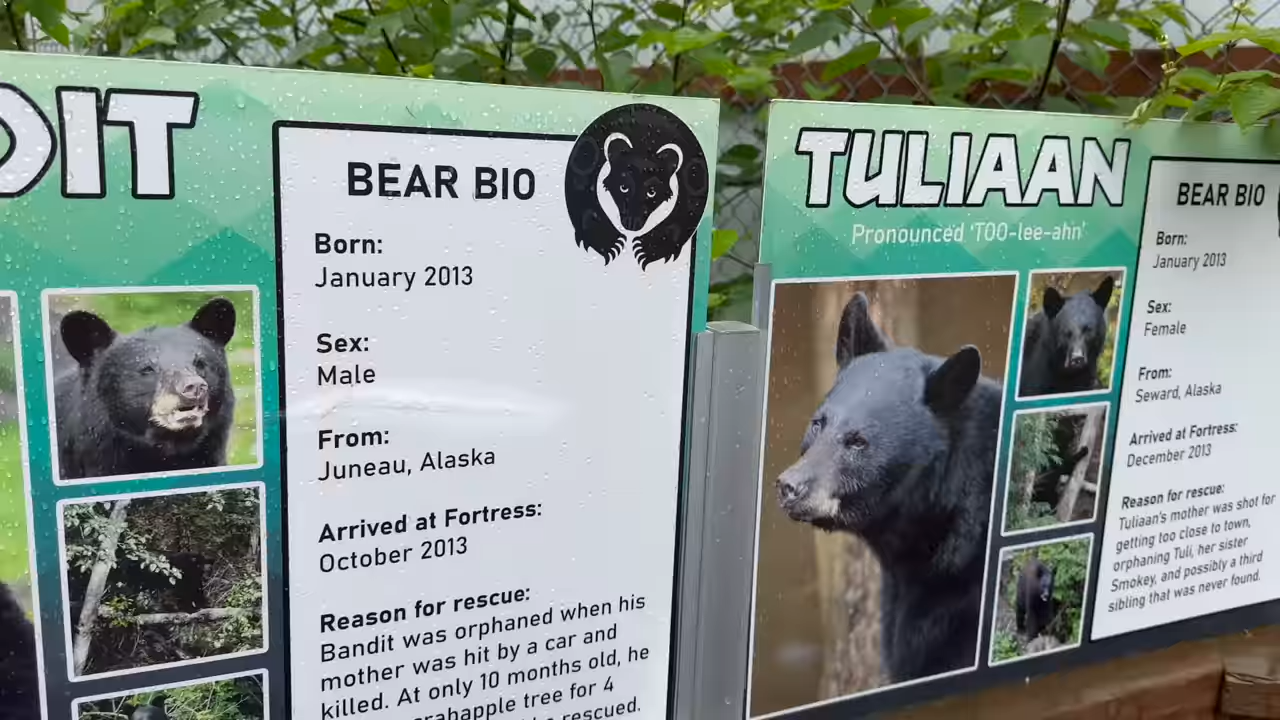 DIT
BEAR BIO
Born:
January 2013
Sex:
Male
From:
Juneau, Alaska
Arrived at Fortress:
October 2013
Reason for rescue:
Bandit was orphaned when his
mother was hit by a car and
killed. At only 10 months old, he
tree for 4
rescued.
TULIAAN
Pronounced 'TOO-lee-ahn'
BEAR BIO
Born:
January 2013
Sex:
Female
From:
Seward, Alaska
Arrived at Fortress:
December 2013
Reason for rescue:
Tuliaan's mother was shot for
getting too close to town,
orphaning Tuli, her sister
Smokey, and possibly a third
sibling that was never found.